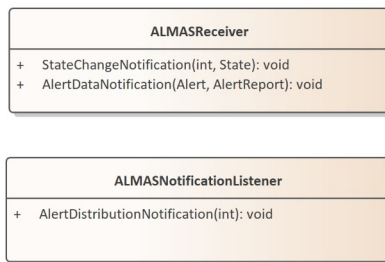 ALMASReceiver
+ StateChangeNotification(int, State): void
+ AlertDataNotification(Alert, AlertReport): void
ALMASNotificationListener
+ AlertDistributionNotification(int): void